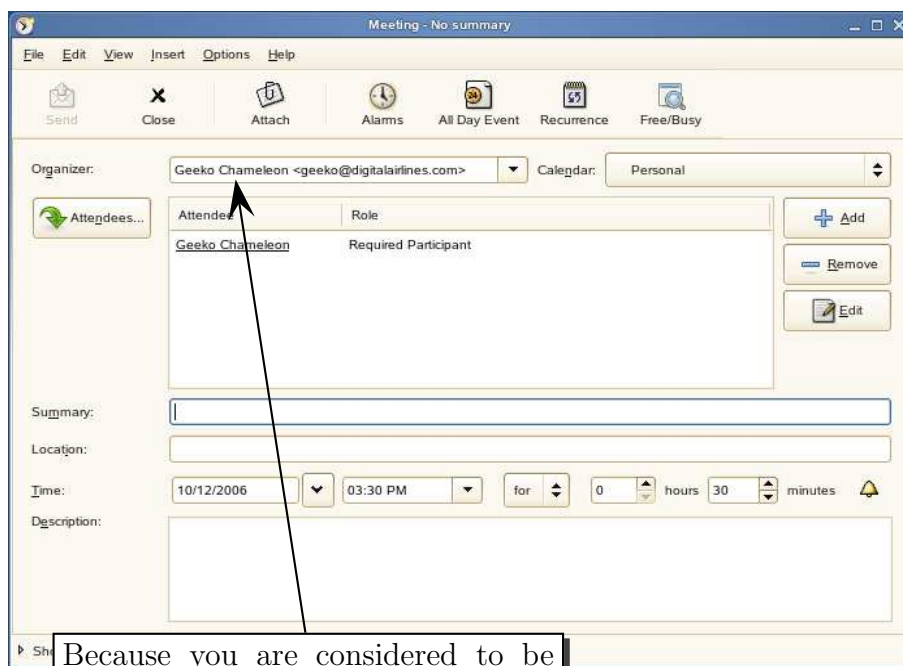 Meeting - No summary
File Edit View Insert Options Help
Send Close Attach Alarms All Day Event Recurrence Free/Busy
Organizer: Geeko Chameleon <geeko@digitalairlines.com> Calendar: Personal
Attendees... Attendee Role Add
Geeko Chameleon Required Participant
Remove
Edit
Summary:
Location:
Time: 10/12/2006 03:30 PM for 0 hours 30 minutes
Description:
Because you are considered to be